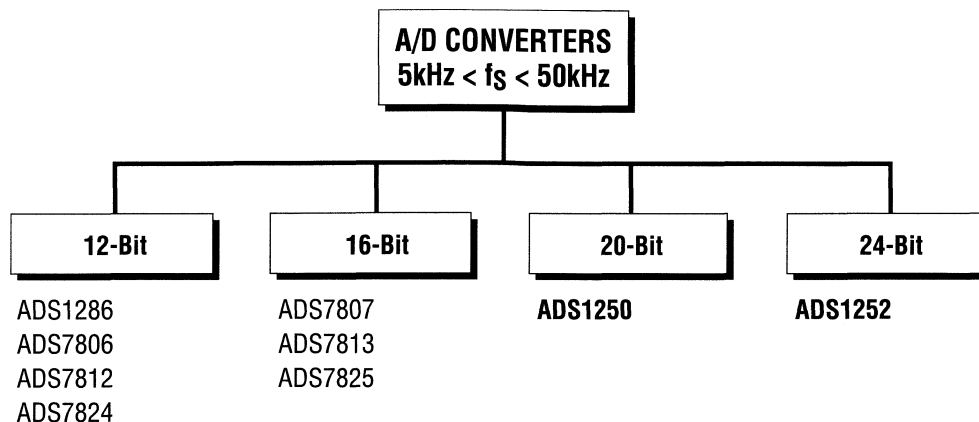 A/D CONVERTERS
5kHz < fS < 50kHz
12-Bit
16-Bit
20-Bit
24-Bit
ADS1286
ADS7806
ADS7812
ADS7824
ADS7807
ADS7813
ADS7825
ADS1250
ADS1252